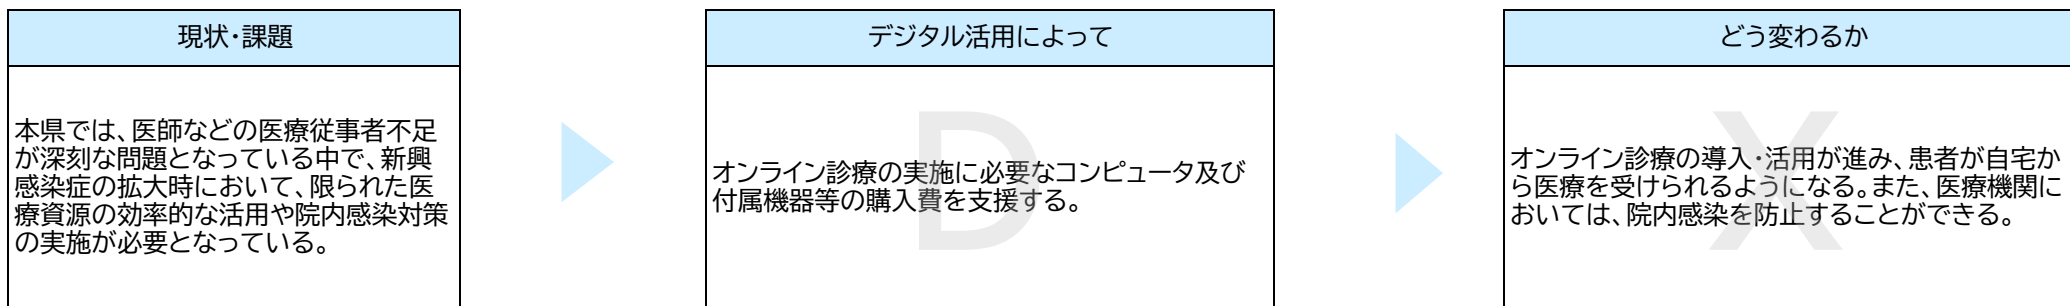 現状・課題
本県では、医師などの医療従事者不足
が深刻な問題となっている中で、新興
感染症の拡大時において、限られた医
療資源の効率的な活用や院内感染対策
の実施が必要となっている。
デジタル活用によって
D
オンライン診療の実施に必要なコンピュータ及び
付属機器等の購入費を支援する。
どう変わるか
X
オンライン診療の導入・活用が進み、患者が自宅か
ら医療を受けられるようになる。また、医療機関に
おいては、院内感染を防止することができる。